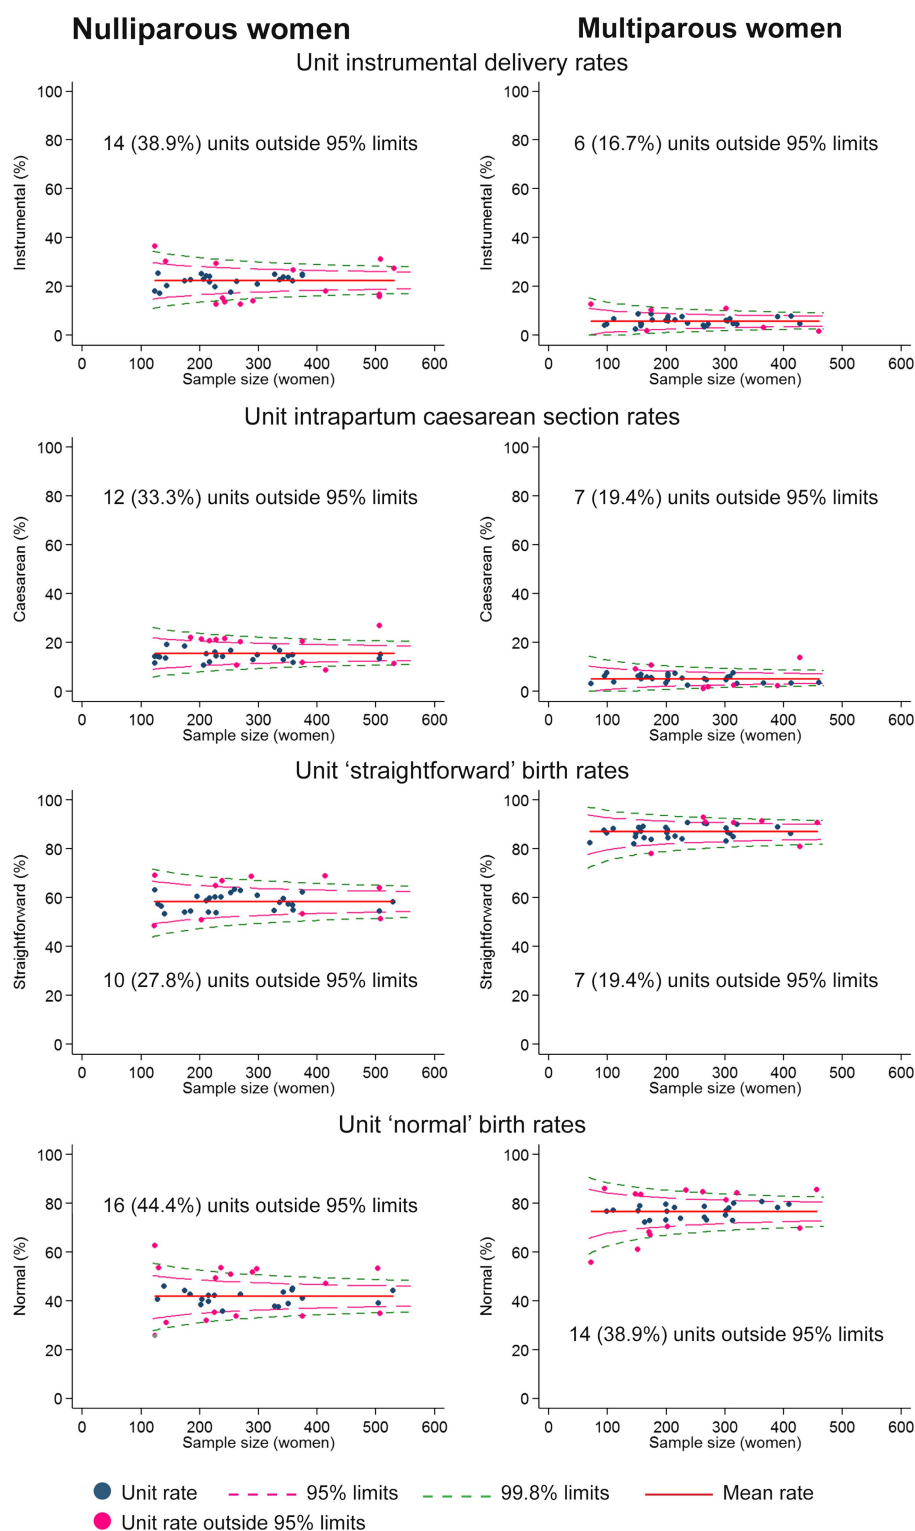 Nulliparous women
Multiparous women
Unit instrumental delivery rates
Instrumental (%)
100
80
60
40
20
0
14 (38.9%) units outside 95% limits
0 100 200 300 400 500 600
Sample size (women)
Instrumental (%)
100
80
60
40
20
0
6 (16.7%) units outside 95% limits
0 100 200 300 400 500 600
Sample size (women)
Unit intrapartum caesarean section rates
Caesarean (%)
100
80
60
40
20
0
12 (33.3%) units outside 95% limits
0 100 200 300 400 500 600
Sample size (women)
Caesarean (%)
100
80
60
40
20
0
7 (19.4%) units outside 95% limits
0 100 200 300 400 500 600
Sample size (women)
Unit ‘straightforward’ birth rates
Straightforward (%)
100
80
60
40
20
0
10 (27.8%) units outside 95% limits
0 100 200 300 400 500 600
Sample size (women)
Straightforward (%)
100
80
60
40
20
0
7 (19.4%) units outside 95% limits
0 100 200 300 400 500 600
Sample size (women)
Unit ‘normal’ birth rates
Normal (%)
100
80
60
40
20
0
16 (44.4%) units outside 95% limits
0 100 200 300 400 500 600
Sample size (women)
Normal (%)
100
80
60
40
20
0
14 (38.9%) units outside 95% limits
0 100 200 300 400 500 600
Sample size (women)
Unit rate
95% limits
99.8% limits
Mean rate
Unit rate outside 95% limits